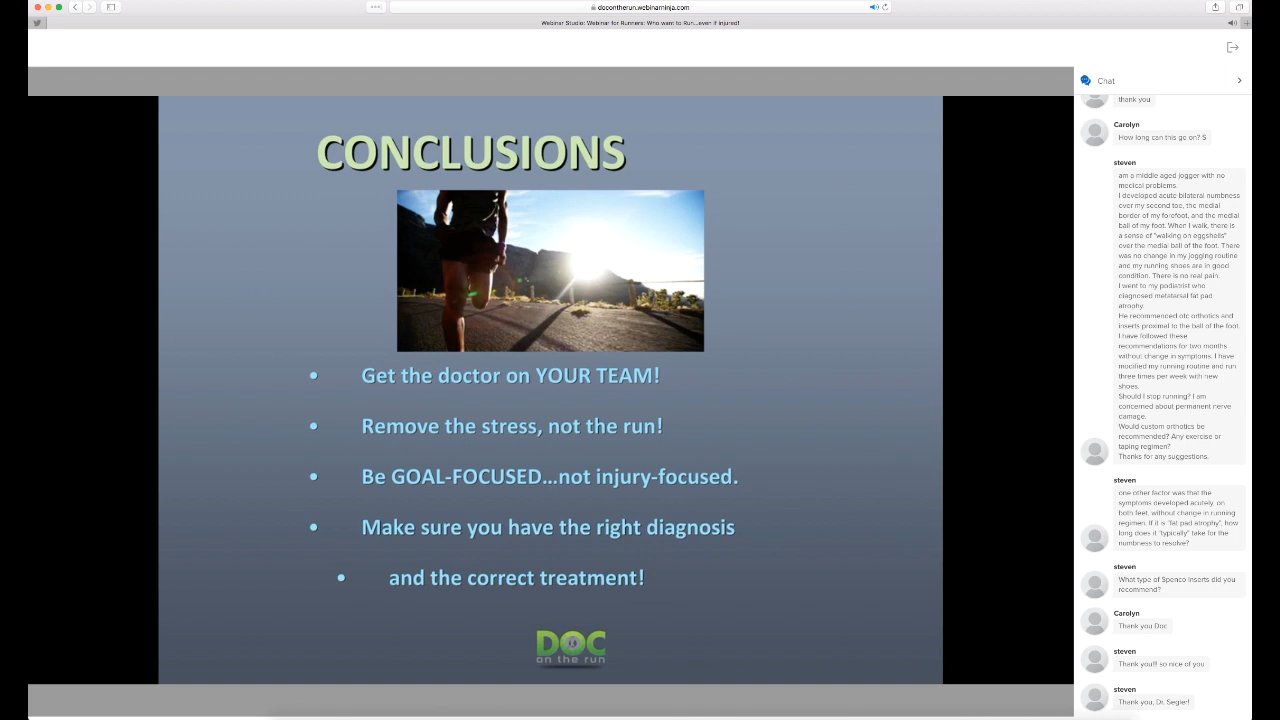 docontherun.webinarninja.com
Webinar Studio: Webinar for Runners: Who want to Run...even if injured!
Chat
thank you
Carolyn
How long can this go on? S
steven
am a middle aged jogger with no
medical problems.
I developed acute bilateral numbness
over my second toe, the medial
border of my forefoot, and the medial
ball of my foot. When I walk, there is
a sense of "walking on eggshells"
over the medial ball of the foot. There
was no change in my jogging routine
and my running shoes are in good
condition. There is no real pain.
I went to my podiatrist who
diagnosed metatarsal fat pad
atrophy.
He recommended otc orthotics and
inserts proximal to the ball of the foot.
I have followed these
recommendations for two months
without change in symptoms. I have
modified my running routine and run
three times per week with new
shoes.
Should I stop running? I am
concerned about permanent nerve
damage.
Would custom orthotics be
recommended? Any exercise or
taping regimen?
Thanks for any suggestions.
steven
one other factor was that the
symptoms developed acutely, on
both feet, without change in running
regimen. If it is "fat pad atrophy", how
long does it "typically" take for the
numbness to resolve?
steven
What type of Spenco inserts did you
recommend?
Carolyn
Thank you Doc
steven
Thank you!!! so nice of you
steven
Thank you, Dr. Segler!
CONCLUSIONS
• Get the doctor on YOUR TEAM!
• Remove the stress, not the run!
• Be GOAL-FOCUSED...not injury-focused.
• Make sure you have the right diagnosis
• and the correct treatment!
DOC
on the run